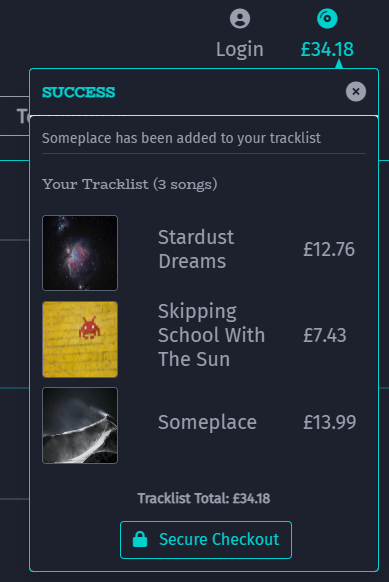 Login
£34.18
SUCCESS
Someplace has been added to your tracklist
Your Tracklist (3 songs)
Stardust
Dreams
£12.76
Skipping
School With
The Sun
£7.43
Someplace
£13.99
Tracklist Total: £34.18
Secure Checkout